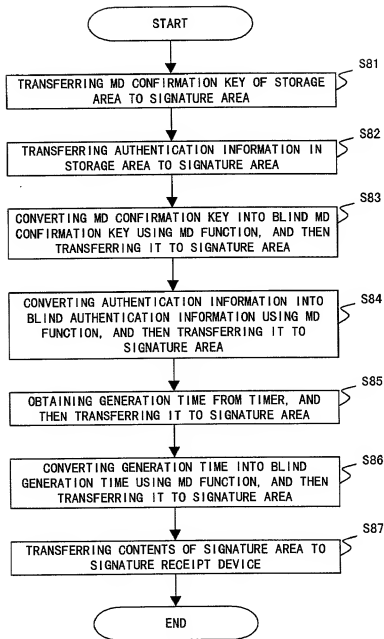 START
S81
TRANSFERRING MD CONFIRMATION KEY OF STORAGE
AREA TO SIGNATURE AREA
S82
TRANSFERRING AUTHENTICATION INFORMATION IN
STORAGE AREA TO SIGNATURE AREA
S83
CONVERTING MD CONFIRMATION KEY INTO BLIND MD
CONFIRMATION KEY USING MD FUNCTION, AND THEN
TRANSFERRING IT TO SIGNATURE AREA
S84
CONVERTING AUTHENTICATION INFORMATION INTO
BLIND AUTHENTICATION INFORMATION USING MD
FUNCTION, AND THEN TRANSFERRING IT TO
SIGNATURE AREA
S85
OBTAINING GENERATION TIME FROM TIMER, AND
THEN TRANSFERRING IT TO SIGNATURE AREA
S86
CONVERTING GENERATION TIME INTO BLIND
GENERATION TIME USING MD FUNCTION, AND THEN
TRANSFERRING IT TO SIGNATURE AREA
S87
TRANSFERRING CONTENTS OF SIGNATURE AREA TO
SIGNATURE RECEIPT DEVICE
END